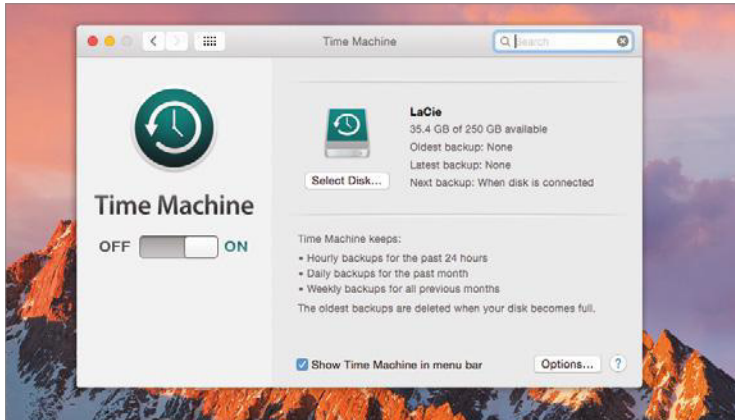 Time Machine
Search
LaCie
35.4 GB of 250 GB available
Oldest backup: None
Latest backup: None
Select Disk...
Next backup: When disk is connected
Time Machine
OFF
ON
Time Machine keeps:
• Hourly backups for the past 24 hours
• Daily backups for the past month
• Weekly backups for all previous months
The oldest backups are deleted when your disk becomes full.
Show Time Machine in menu bar
Options...
?